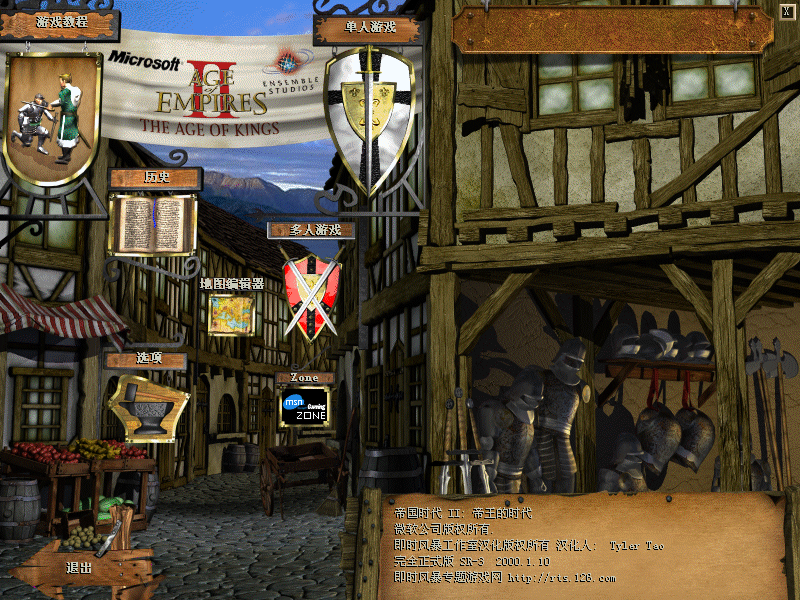 游戏教程
单人游戏
X
Microsoft
AGE of EMPIRES II
THE AGE OF KINGS
ENSEMBLE STUDIOS
历史
多人游戏
地图编辑器
选项
Zone
msn Gaming
ZONE
退出
帝国时代 II: 帝王的时代
微软公司版权所有.
即时风暴工作室汉化版权所有 汉化人: Tyler Tao
完全正式版 SR-3 2000.1.10
即时风暴专题游戏网 http://rts.126.com